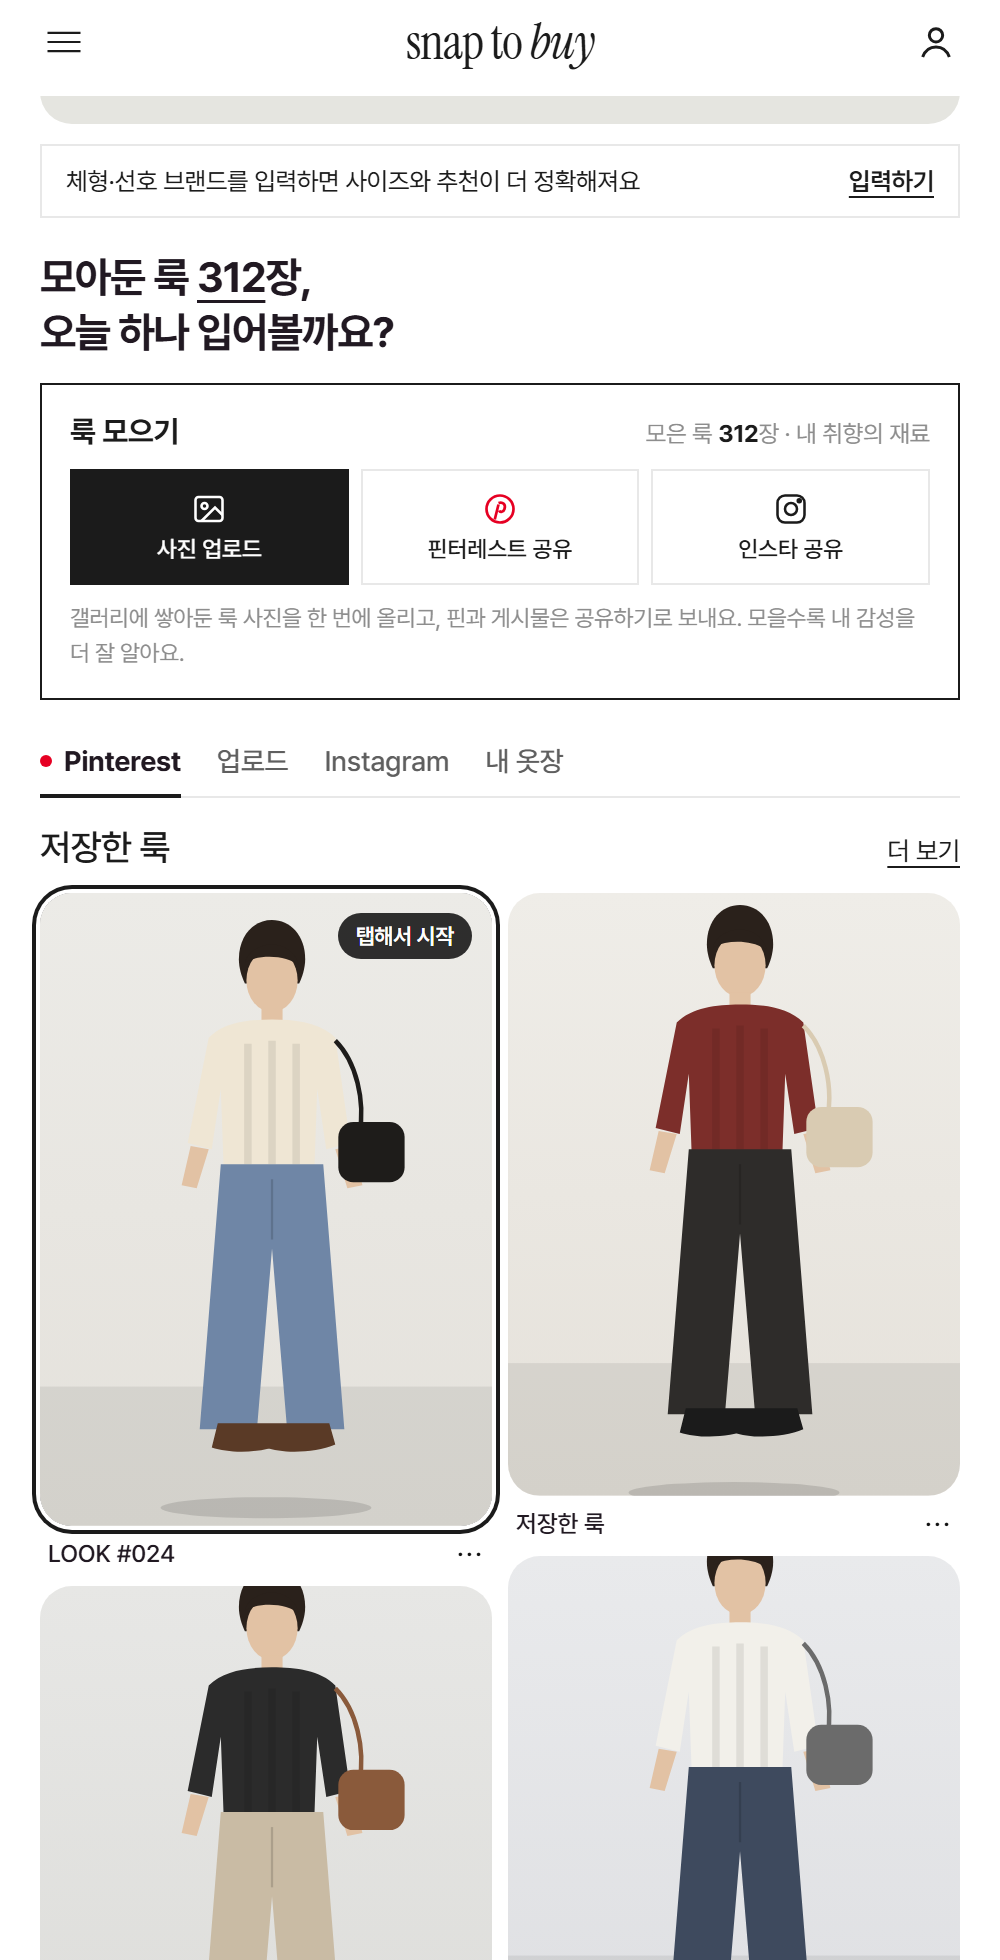 snap to buy
체형·선호 브랜드를 입력하면 사이즈와 추천이 더 정확해져요
입력하기
모아둔 룩 312장,
오늘 하나 입어볼까요?
룩 모으기
모은 룩 312장 · 내 취향의 재료
사진 업로드
핀터레스트 공유
인스타 공유
갤러리에 쌓아둔 룩 사진을 한 번에 올리고, 핀과 게시물은 공유하기로 보내요. 모을수록 내 감성을
더 잘 알아요.
Pinterest
업로드
Instagram
내 옷장
저장한 룩
더 보기
탭해서 시작
저장한 룩
LOOK #024